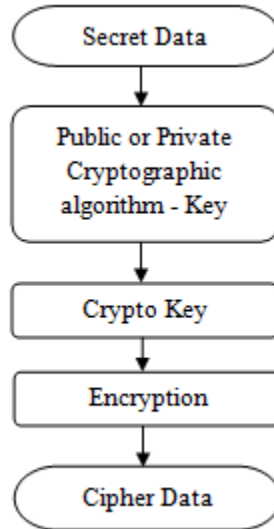 Secret Data
Public or Private
Cryptographic
algorithm - Key
Crypto Key
Encryption
Cipher Data